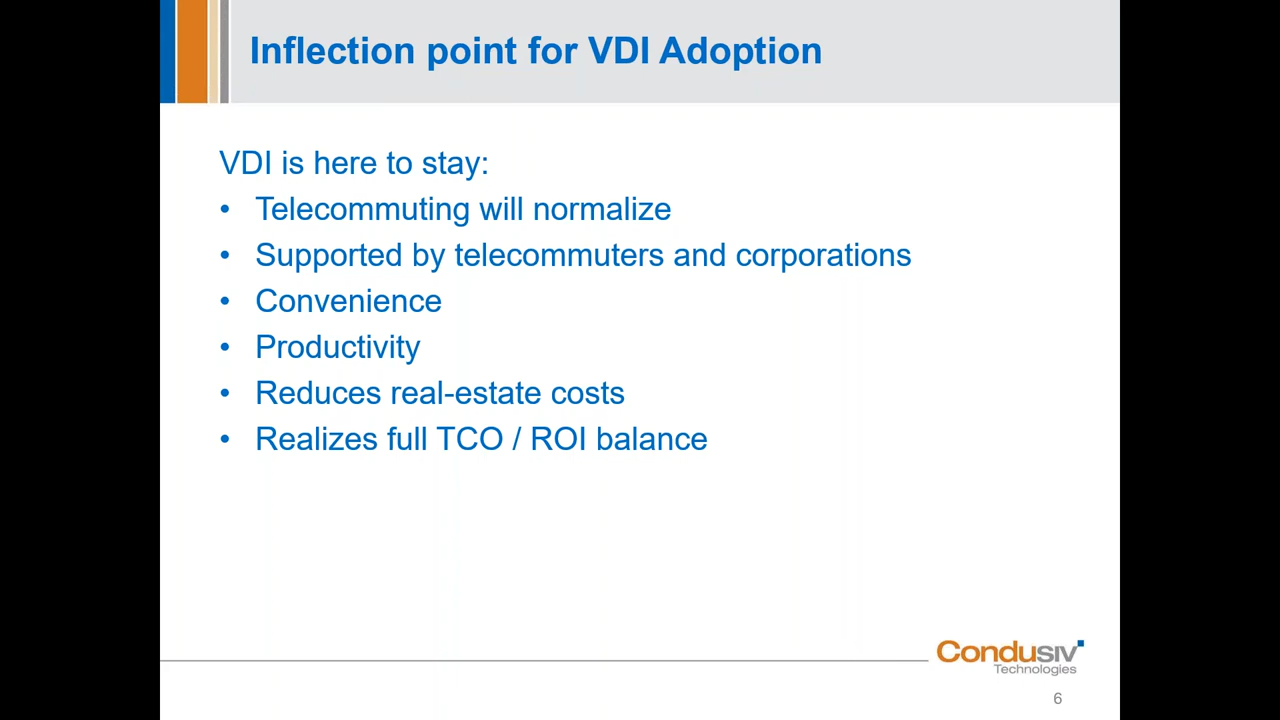 Inflection point for VDI Adoption
VDI is here to stay:
• Telecommuting will normalize
• Supported by telecommuters and corporations
• Convenience
• Productivity
• Reduces real-estate costs
• Realizes full TCO / ROI balance
Condusiv
Technologies
6